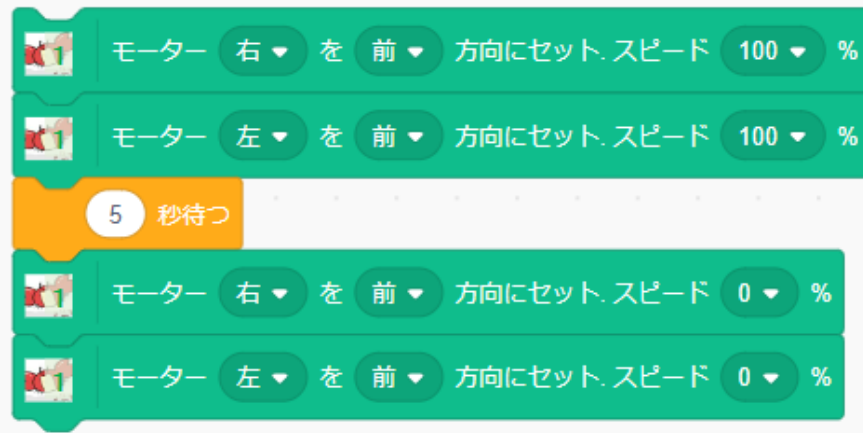 モーター 右 を 前 方向にセット. スピード 100 %
モーター 左 を 前 方向にセット. スピード 100 %
5 秒待つ
モーター 右 を 前 方向にセット. スピード 0 %
モーター 左 を 前 方向にセット. スピード 0 %